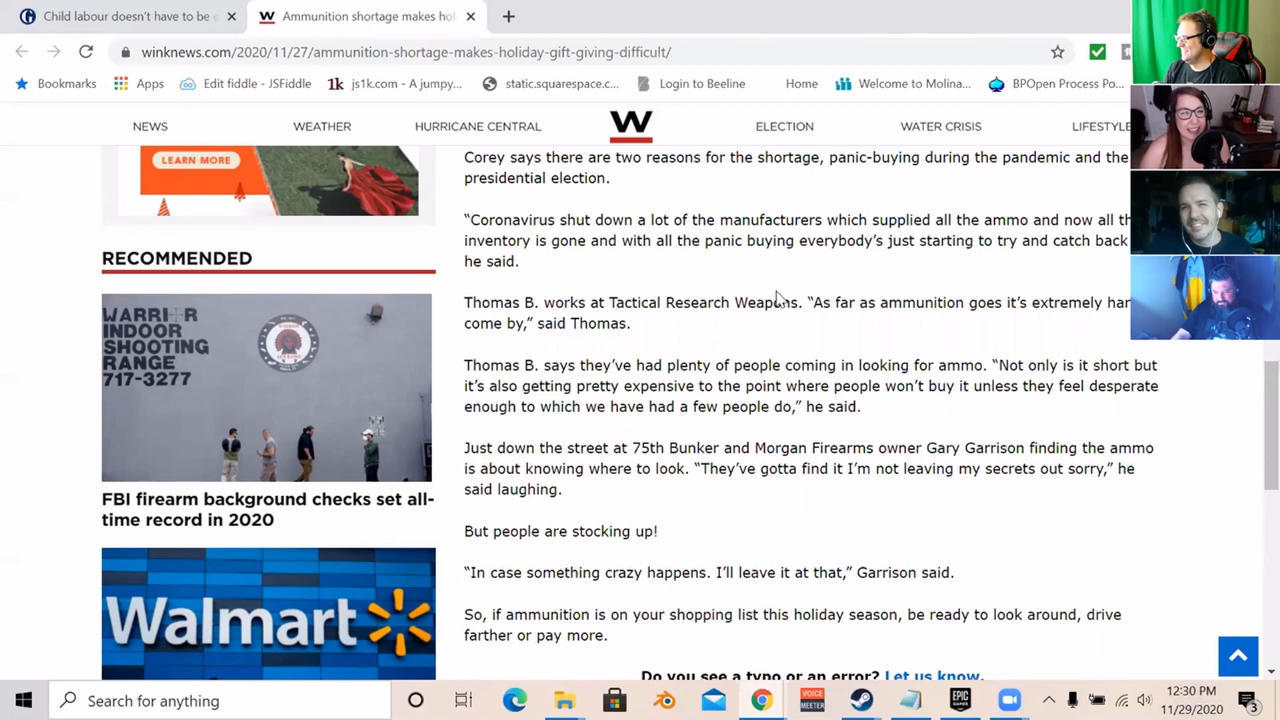 Child labour doesn't have to be
Ammunition shortage makes hol
winknews.com/2020/11/27/ammunition-shortage-makes-holiday-gift-giving-difficult/
Bookmarks Apps Edit fiddle - JSFiddle js1k.com - A jumpy... static.squarespace.c... Login to Beeline Home Welcome to Molina... BPOpen Process Po...
NEWS WEATHER HURRICANE CENTRAL W ELECTION WATER CRISIS LIFESTYLE
LEARN MORE
RECOMMENDED
WARRIOR
INDOOR
SHOOTING
RANGE
717-3277
FBI firearm background checks set all-
time record in 2020
Walmart
Corey says there are two reasons for the shortage, panic-buying during the pandemic and the
presidential election.
“Coronavirus shut down a lot of the manufacturers which supplied all the ammo and now all th
inventory is gone and with all the panic buying everybody’s just starting to try and catch back
he said.
Thomas B. works at Tactical Research Weapons. “As far as ammunition goes it’s extremely har
come by,” said Thomas.
Thomas B. says they’ve had plenty of people coming in looking for ammo. “Not only is it short but
it’s also getting pretty expensive to the point where people won’t buy it unless they feel desperate
enough to which we have had a few people do,” he said.
Just down the street at 75th Bunker and Morgan Firearms owner Gary Garrison finding the ammo
is about knowing where to look. “They’ve gotta find it I’m not leaving my secrets out sorry,” he
said laughing.
But people are stocking up!
“In case something crazy happens. I’ll leave it at that,” Garrison said.
So, if ammunition is on your shopping list this holiday season, be ready to look around, drive
farther or pay more.
Do you see a typo or an error? Let us know.
Search for anything
VOICE
MEETER
EPIC
GAMES
12:30 PM
11/29/2020
3